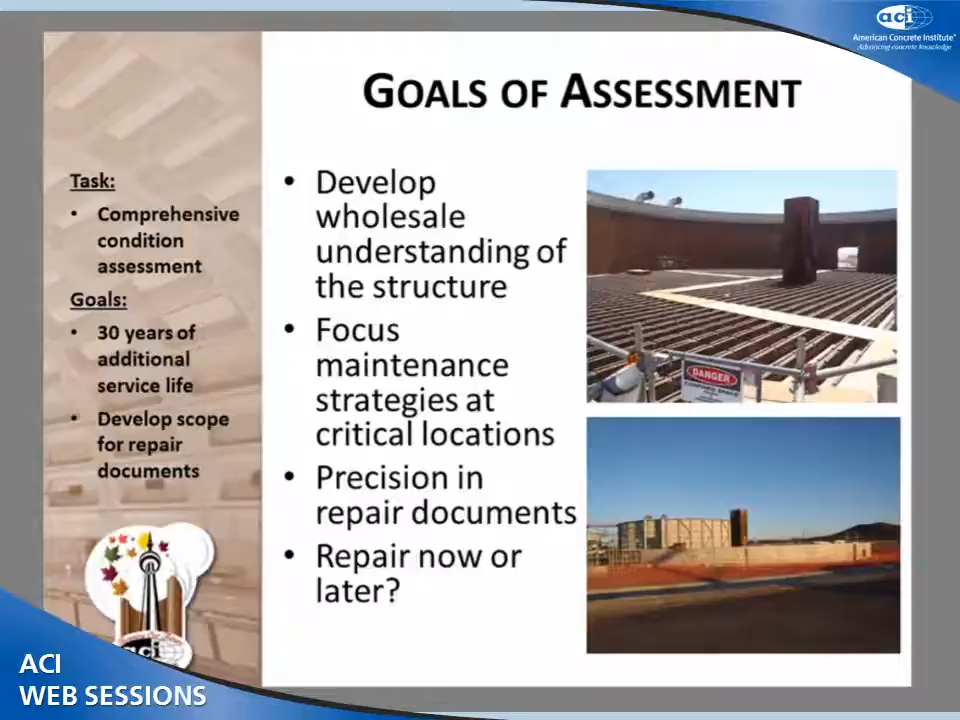 aci
American Concrete Institute®
Advancing concrete knowledge
GOALS OF ASSESSMENT
Task:
• Comprehensive
condition
assessment
Goals:
• 30 years of
additional
service life
• Develop scope
for repair
documents
• Develop
wholesale
understanding of
the structure
• Focus
maintenance
strategies at
critical locations
• Precision in
repair documents
• Repair now or
later?
DANGER
aci
ACI
WEB SESSIONS